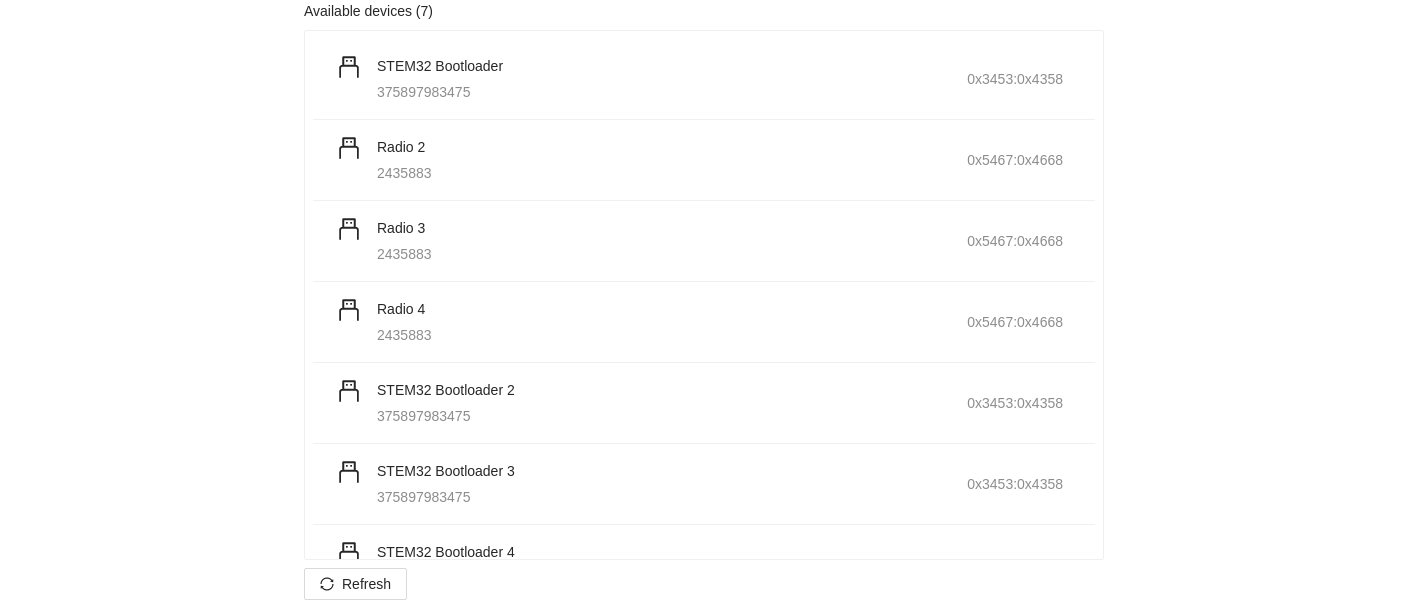 Available devices (7)
STEM32 Bootloader
375897983475
0x3453:0x4358
Radio 2
2435883
0x5467:0x4668
Radio 3
2435883
0x5467:0x4668
Radio 4
2435883
0x5467:0x4668
STEM32 Bootloader 2
375897983475
0x3453:0x4358
STEM32 Bootloader 3
375897983475
0x3453:0x4358
STEM32 Bootloader 4
Refresh